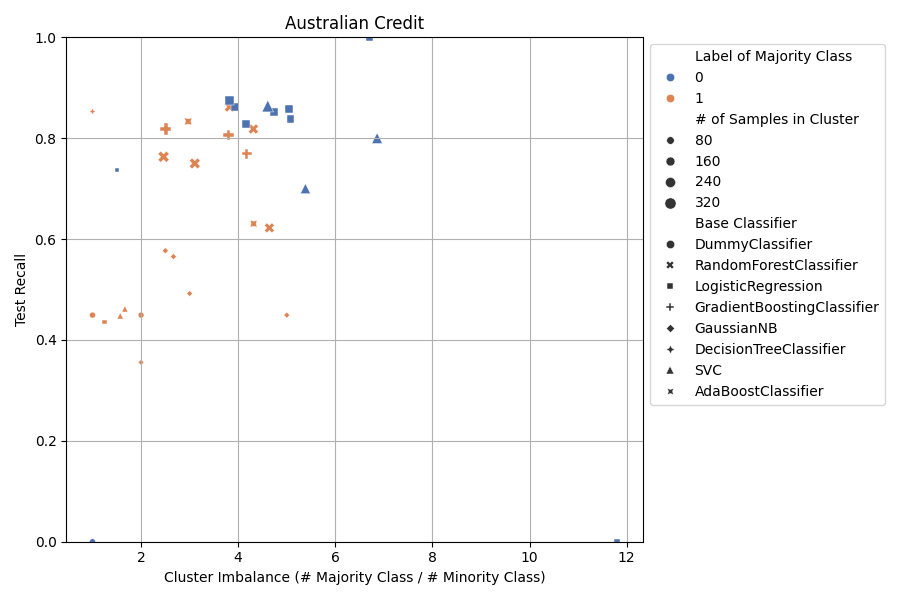 Australian Credit
1.0
0.8
0.6
0.4
0.2
0.0
Test Recall
2
4
6
8
10
12
Cluster Imbalance (# Majority Class / # Minority Class)
Label of Majority Class
0
1
# of Samples in Cluster
80
160
240
320
Base Classifier
DummyClassifier
RandomForestClassifier
LogisticRegression
GradientBoostingClassifier
GaussianNB
DecisionTreeClassifier
SVC
AdaBoostClassifier